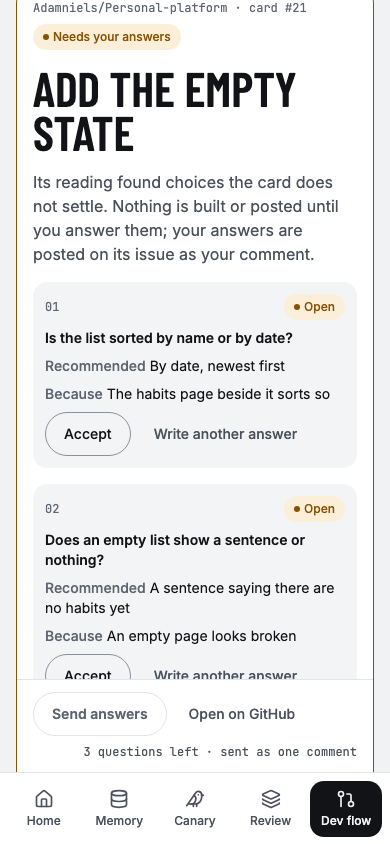 Adamniels/Personal-platform · card #21
Needs your answers
ADD THE EMPTY
STATE
Its reading found choices the card does
not settle. Nothing is built or posted until
you answer them; your answers are
posted on its issue as your comment.
01
Open
Is the list sorted by name or by date?
Recommended By date, newest first
Because The habits page beside it sorts so
Accept
Write another answer
02
Open
Does an empty list show a sentence or
nothing?
Recommended A sentence saying there are
no habits yet
Because An empty page looks broken
Accept
Write another answer
Send answers
Open on GitHub
3 questions left · sent as one comment
Home
Memory
Canary
Review
Dev flow